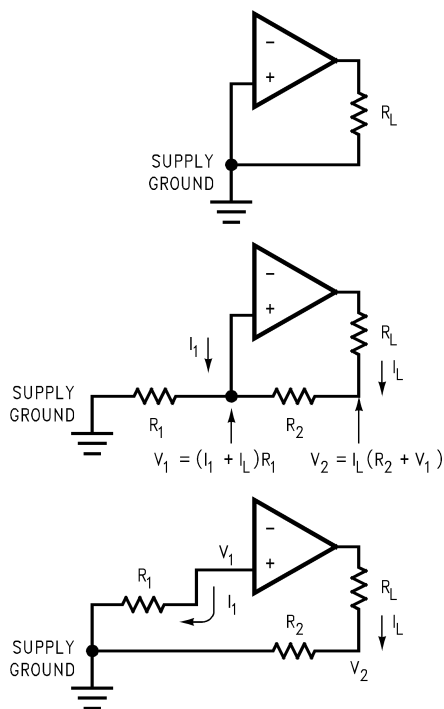 −
+
R_L
SUPPLY
GROUND
−
+
I_1
R_L
I_L
SUPPLY
GROUND
R_1
R_2
V_1 = (I_1 + I_L)R_1
V_2 = I_L(R_2 + V_1)
−
V_1
+
R_1
I_1
R_L
R_2
I_L
SUPPLY
GROUND
V_2